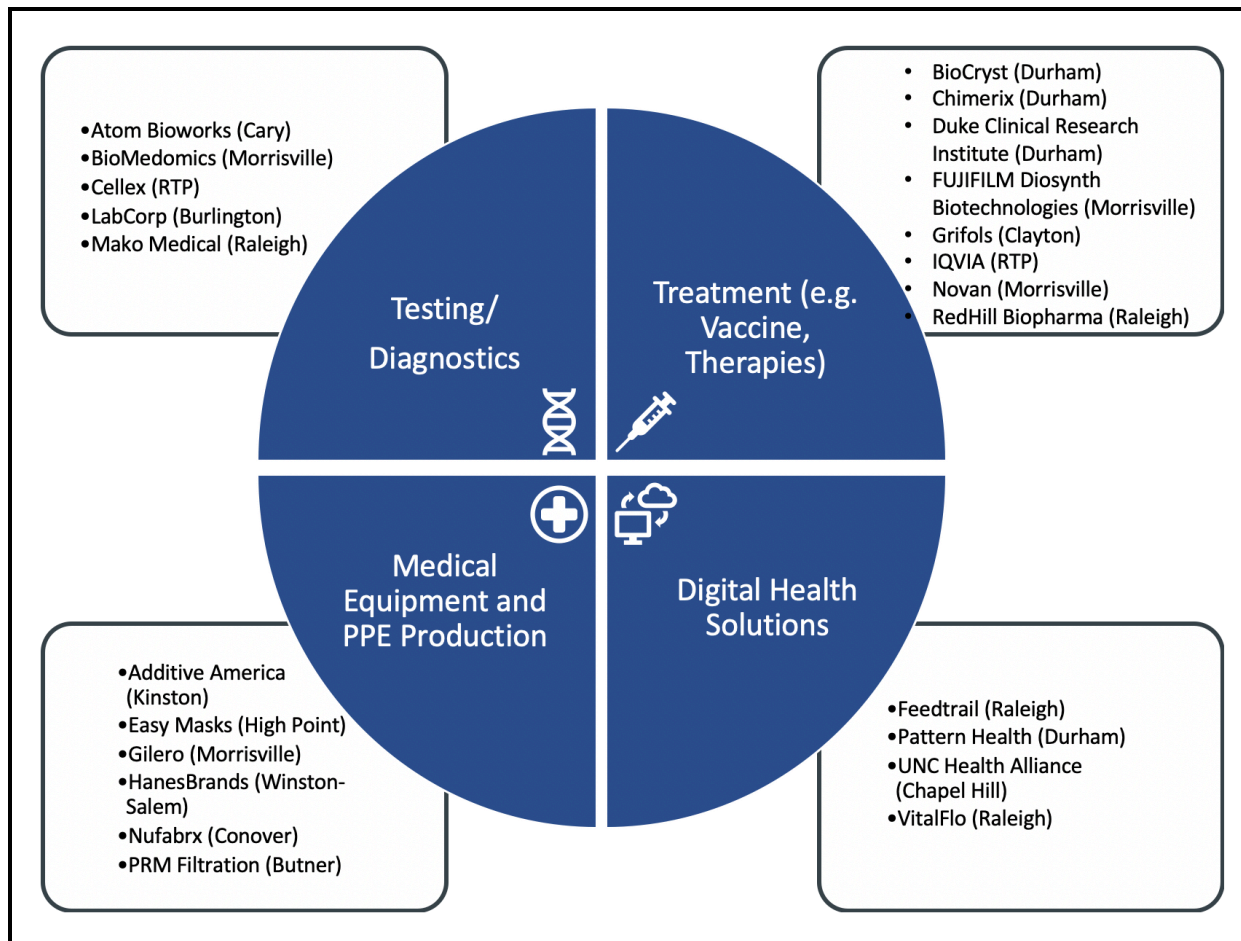 •Atom Bioworks (Cary)
•BioMedomics (Morrisville)
•Cellex (RTP)
•LabCorp (Burlington)
•Mako Medical (Raleigh)
• BioCryst (Durham)
• Chimerix (Durham)
• Duke Clinical Research
Institute (Durham)
• FUJIFILM Diosynth
Biotechnologies (Morrisville)
• Grifols (Clayton)
• IQVIA (RTP)
• Novan (Morrisville)
• RedHill Biopharma (Raleigh)
Testing/
Diagnostics
Treatment (e.g.
Vaccine,
Therapies)
Medical
Equipment and
PPE Production
Digital Health
Solutions
•Additive America
(Kinston)
•Easy Masks (High Point)
•Gilero (Morrisville)
•HanesBrands (Winston-
Salem)
•Nufabrx (Conover)
•PRM Filtration (Butner)
•Feedtrail (Raleigh)
•Pattern Health (Durham)
•UNC Health Alliance
(Chapel Hill)
•VitalFlo (Raleigh)